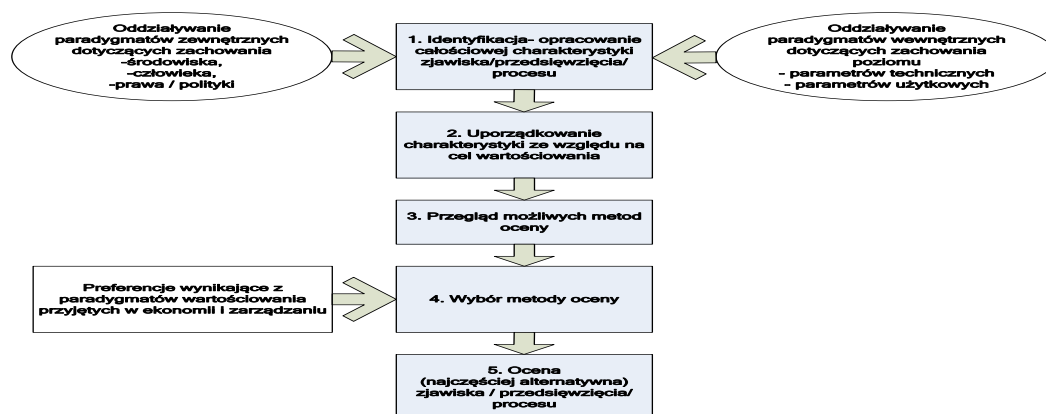 Oddziaływanie
paradygmatów zewnętrznych
dotyczących zachowania
-środowiska,
-człowieka,
-prawa / polityki
1. Identyfikacja- opracowanie
całościowej charakterystyki
zjawiska/przedsięwzięcia/
procesu
Oddziaływanie
paradygmatów wewnętrznych
dotyczących zachowania
poziomu
- parametrów technicznych
- parametrów użytkowych
2. Uporządkowanie
charakterystyki ze względu na
cel wartościowania
3. Przegląd możliwych metod
oceny
Preferencje wynikające z
paradygmatów wartościowania
przyjętych w ekonomii i zarządzaniu
4. Wybór metody oceny
5. Ocena
(najczęściej alternatywna)
zjawiska / przedsięwzięcia/
procesu